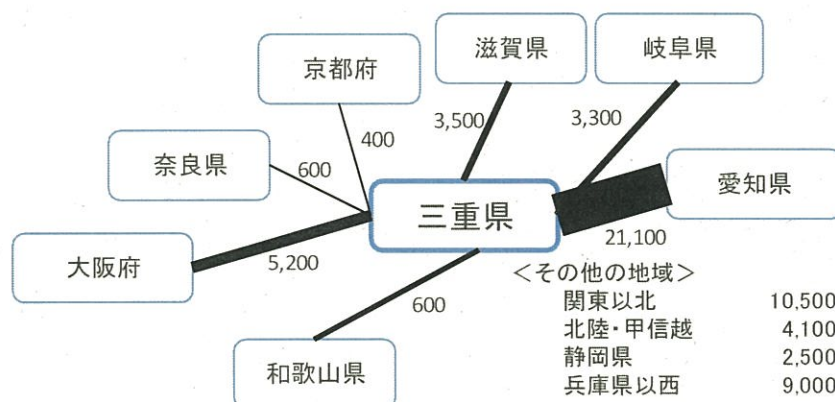 滋賀県
岐阜県
京都府
3,500
3,300
400
奈良県
600
愛知県
三重県
21,100
大阪府
5,200
600
和歌山県
＜その他の地域＞
関東以北 10,500
北陸・甲信越 4,100
静岡県 2,500
兵庫県以西 9,000